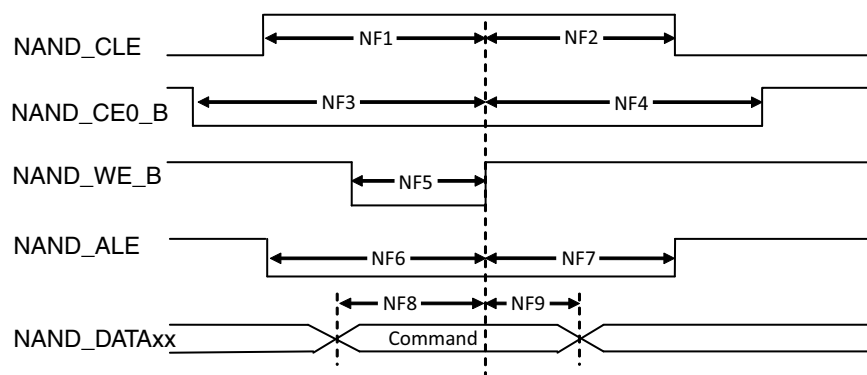 NAND_CLE
NF1
NF2
NAND_CE0_B
NF3
NF4
NAND_WE_B
NF5
NAND_ALE
NF6
NF7
NF8
NF9
NAND_DATAxx
Command